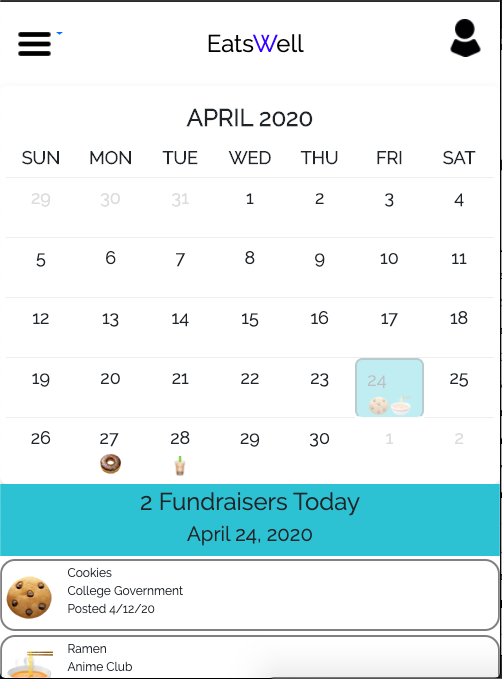 EatsWell
APRIL 2020
SUN MON TUE WED THU FRI SAT
29 30 31 1 2 3 4
5 6 7 8 9 10 11
12 13 14 15 16 17 18
19 20 21 22 23 24 25
26 27 28 29 30 1 2
2 Fundraisers Today
April 24, 2020
Cookies
College Government
Posted 4/12/20
Ramen
Anime Club